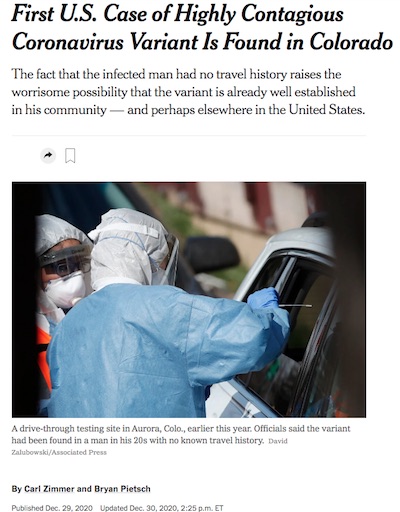 First U.S. Case of Highly Contagious
Coronavirus Variant Is Found in Colorado
The fact that the infected man had no travel history raises the
worrisome possibility that the variant is already well established
in his community — and perhaps elsewhere in the United States.
A drive-through testing site in Aurora, Colo., earlier this year. Officials said the variant
had been found in a man in his 20s with no known travel history. David
Zalubowski/Associated Press
By Carl Zimmer and Bryan Pietsch
Published Dec. 29, 2020 Updated Dec. 30, 2020, 2:25 p.m. ET